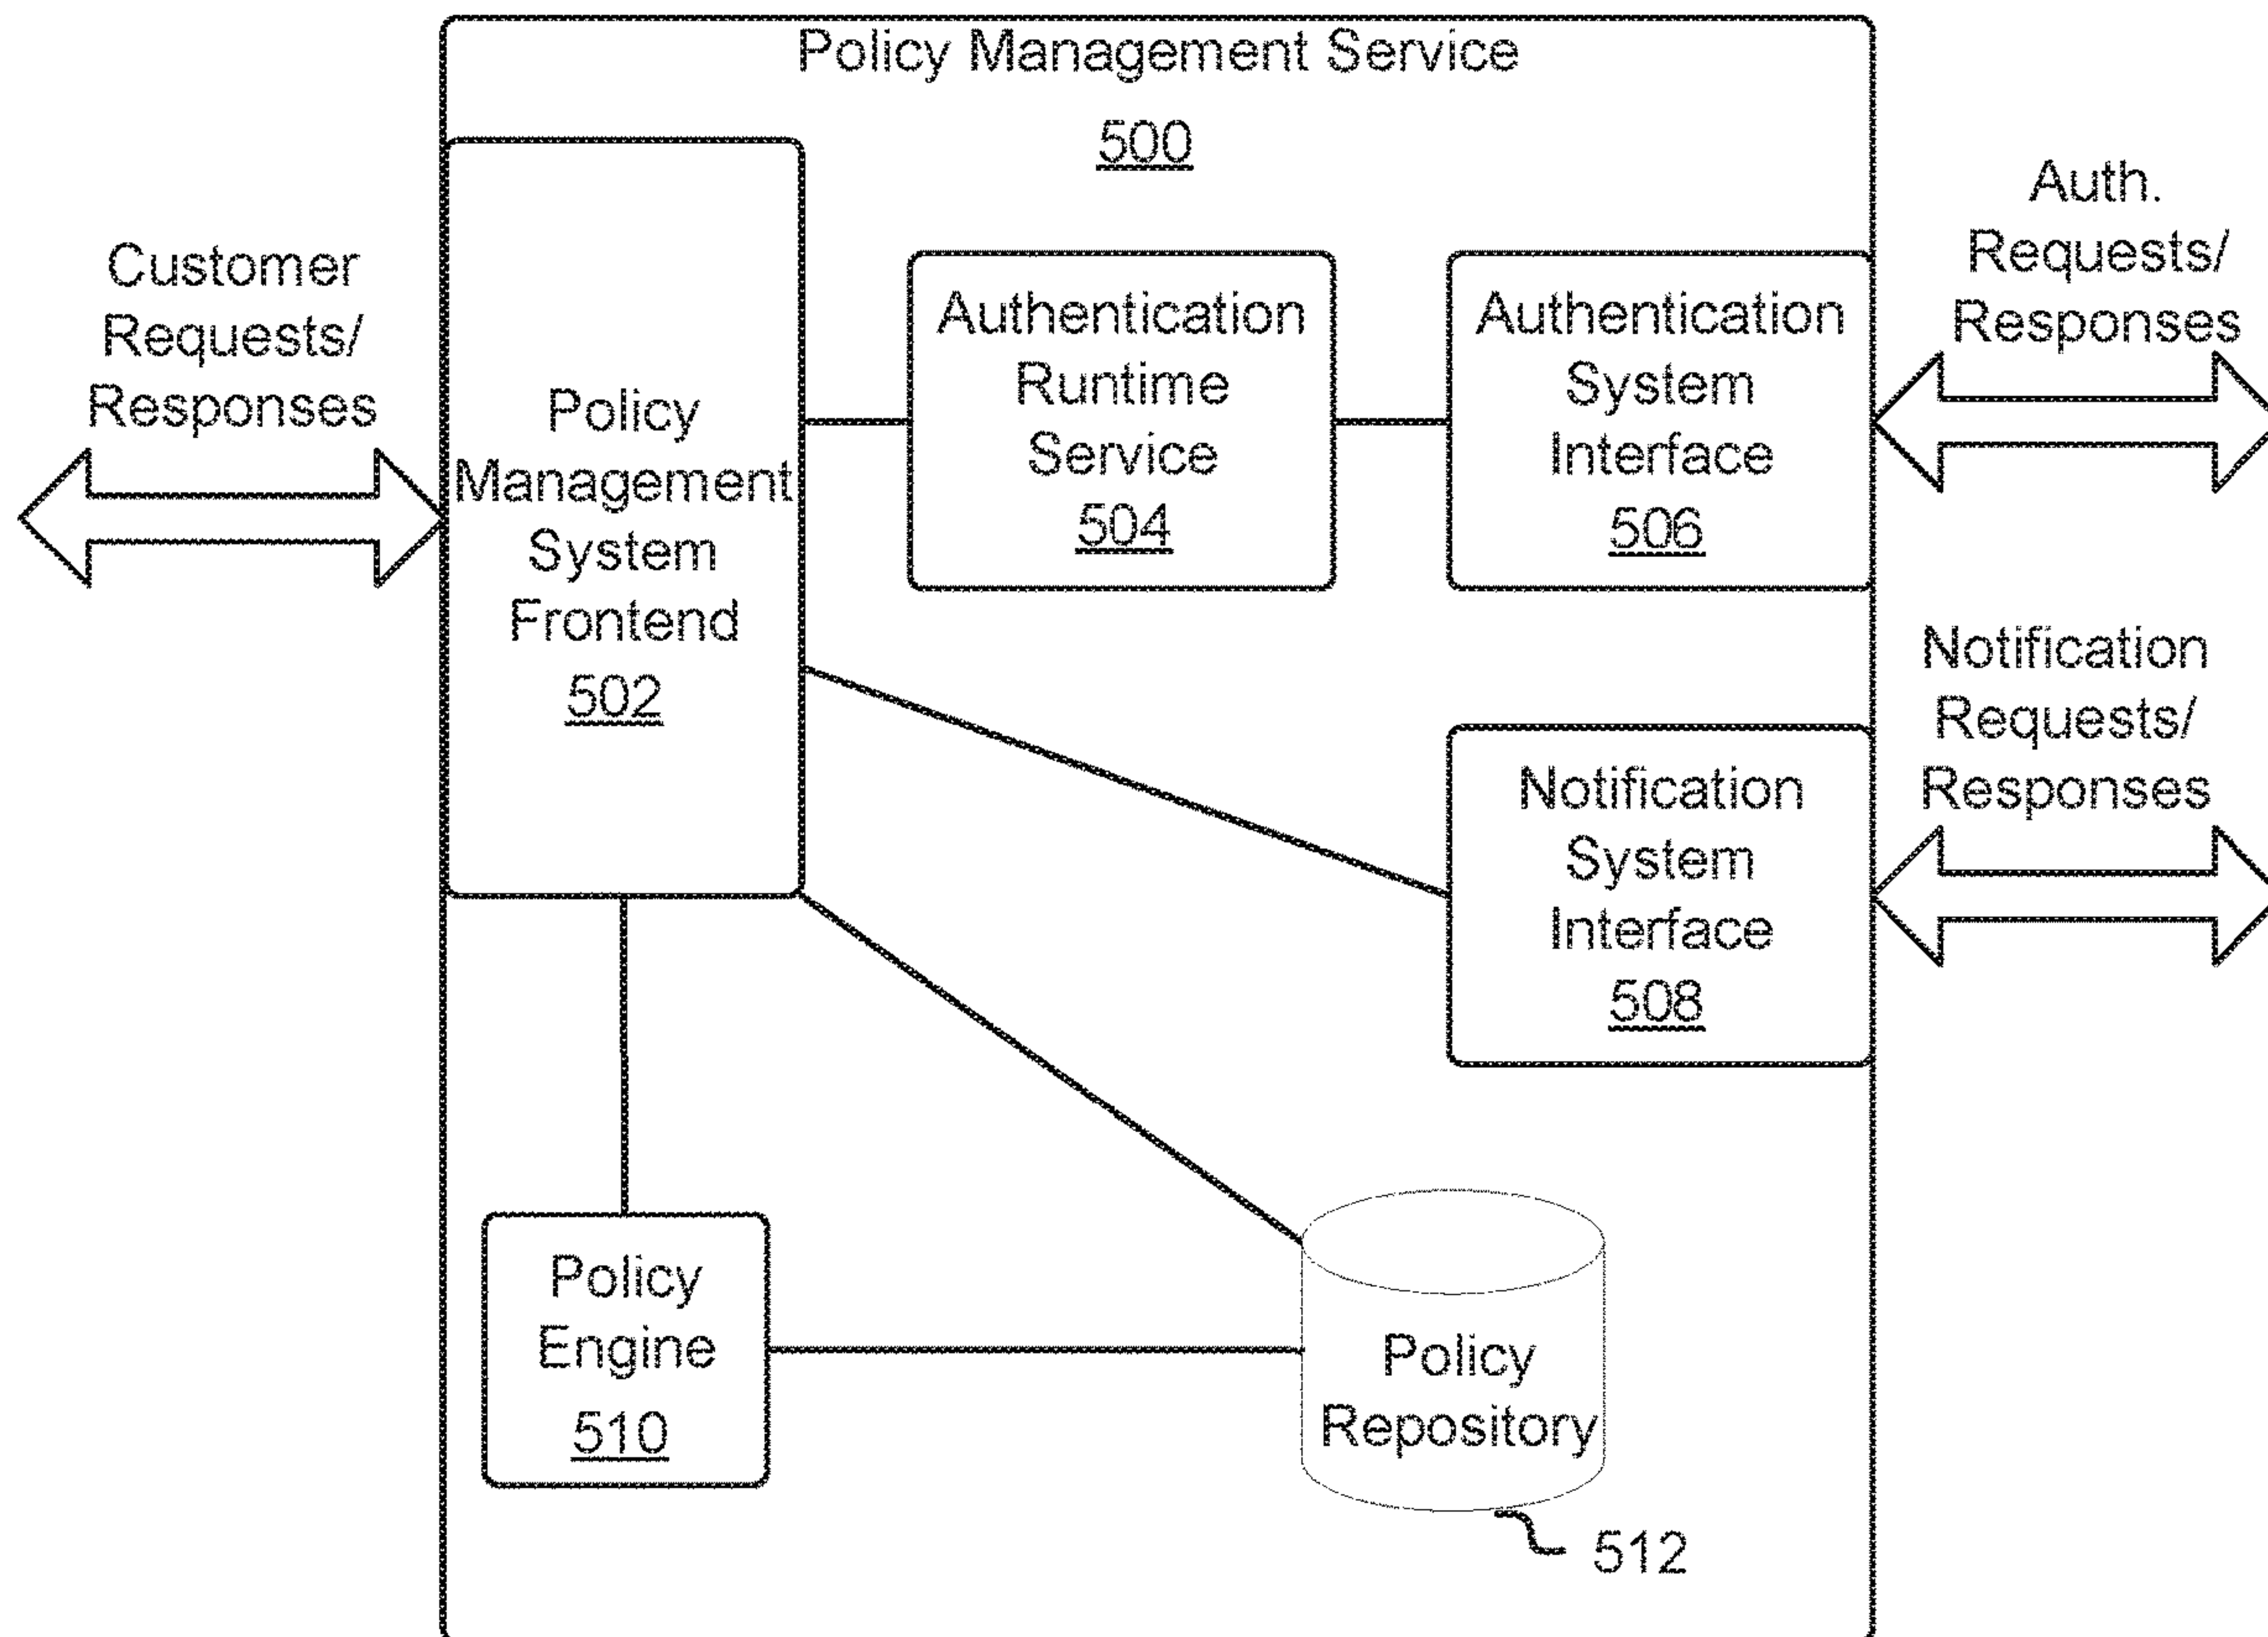 Policy Management Service
500
Customer
Requests/
Responses
Policy
Management
System
Frontend
502
Authentication
Runtime
Service
504
Authentication
System
Interface
506
Auth.
Requests/
Responses
Notification
System
Interface
508
Notification
Requests/
Responses
Policy
Engine
510
Policy
Repository
512